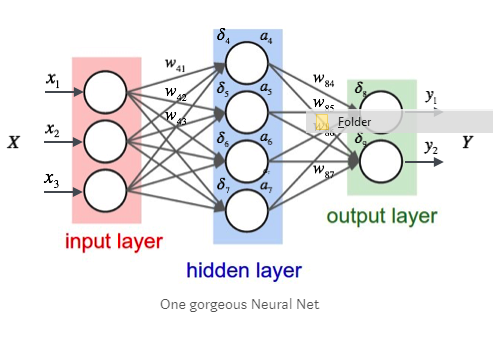 δ₄ a₄
w₄₁
x₁ w₄₂ δ₅ a₅ w₈₄ δ₈ y₁
w₄₃ w₈₅ Folder
X x₂ δ₆ a₆ δ₉ y₂ Y
x₃ δ₇ a₇ w₈₇
output layer
input layer
hidden layer
One gorgeous Neural Net